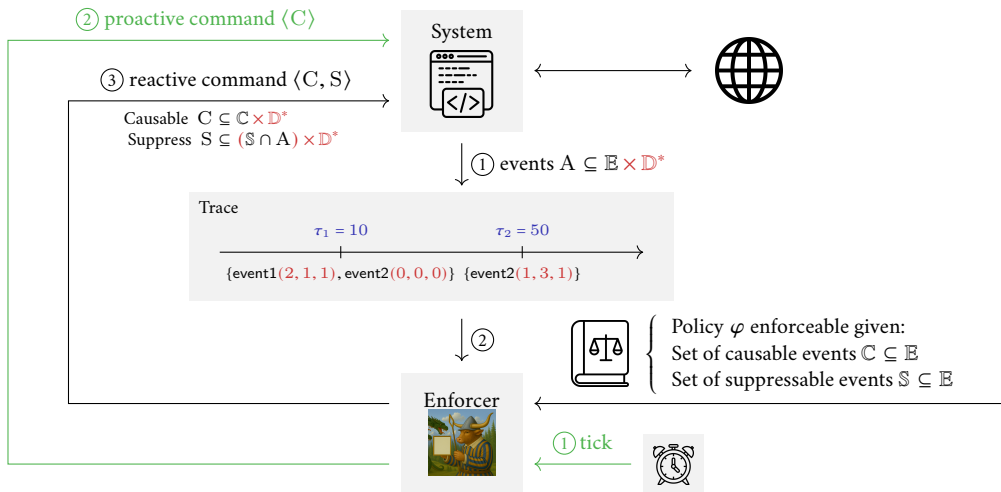 ② proactive command ⟨C⟩
System
③ reactive command ⟨C, S⟩
Causable C ⊆ ℂ × 𝔻*
Suppress S ⊆ (𝕊 ∩ A) × 𝔻*
</>
① events A ⊆ 𝔼 × 𝔻*
Trace
τ₁ = 10 τ₂ = 50
{event1(2, 1, 1), event2(0, 0, 0)} {event2(1, 3, 1)}
②
Policy φ enforceable given:
Set of causable events ℂ ⊆ 𝔼
Set of suppressable events 𝕊 ⊆ 𝔼
Enforcer
① tick